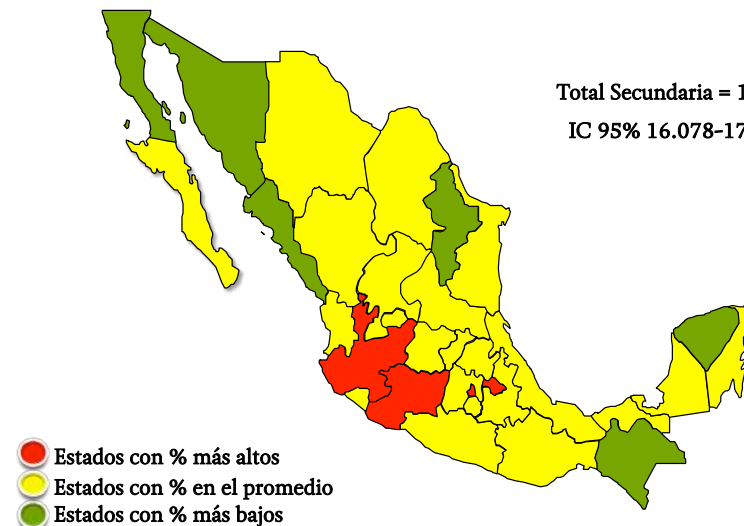 Total Secundaria = 1
IC 95% 16.078-17
Estados con % más altos
Estados con % en el promedio
Estados con % más bajos